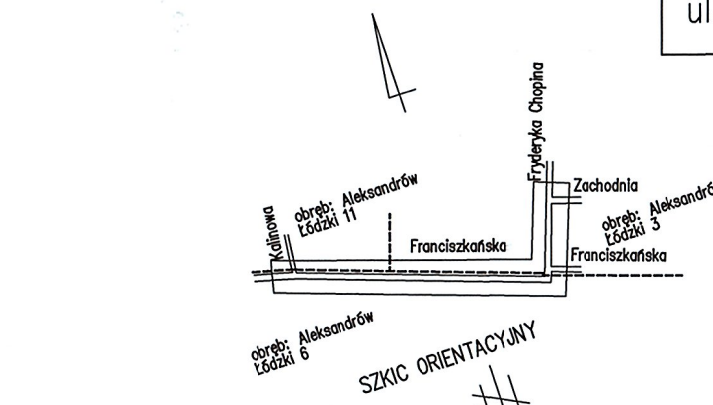 ul
Fryderyka Chopina
Zachodnia
obręb: Aleksandrów
Łódzki 11
Kalinowa
obręb: Aleksandró
Łódzki 3
Franciszkańska
Franciszkańska
obręb: Aleksandrów
Łódzki 6
SZKIC ORIENTACYJNY